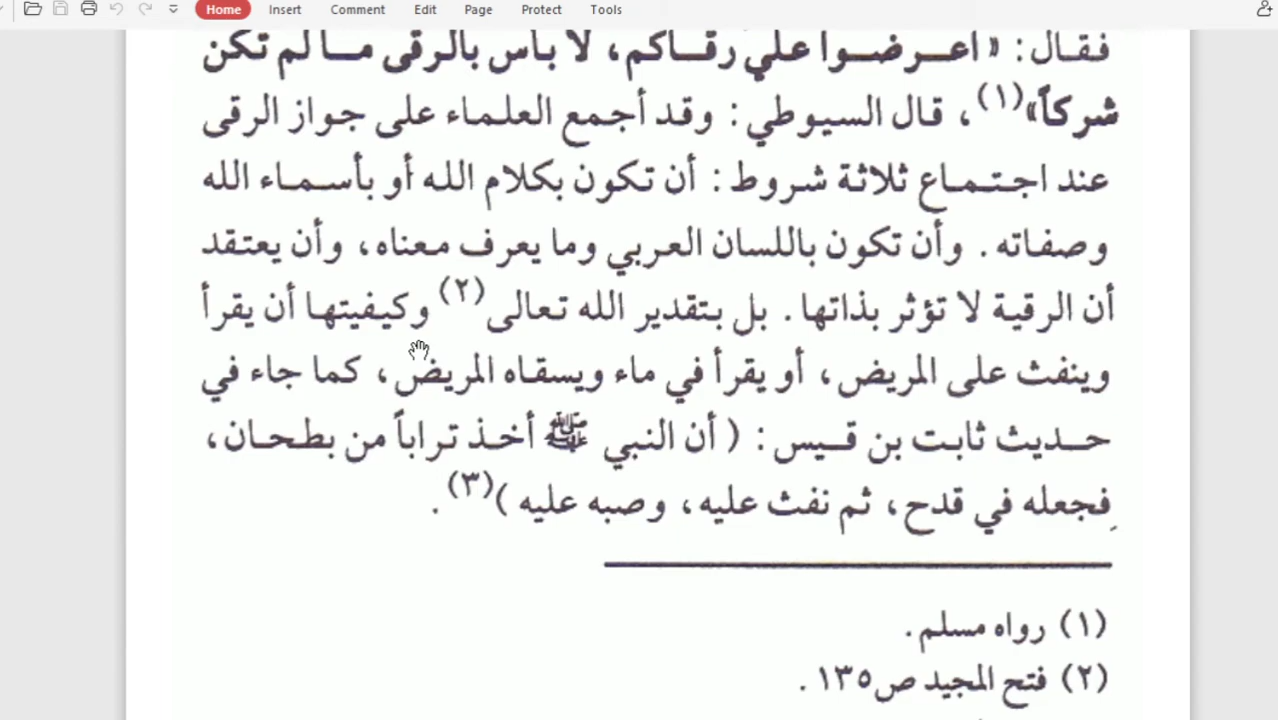 Home Insert Comment Edit Page Protect Tools
فقال : « اعرضوا علي رقاكم، لا بأس بالرقى ما لم تكن
شركاً»(١)، قال السيوطي : وقد أجمع العلماء على جواز الرقى
عند اجتماع ثلاثة شروط : أن تكون بكلام الله أو بأسماء الله
وصفاته . وأن تكون باللسان العربي وما يعرف معناه، وأن يعتقد
أن الرقية لا تؤثر بذاتها . بل بتقدير الله تعالى(٢) وكيفيتها أن يقرأ
وينفث على المريض، أو يقرأ في ماء ويسقاه المريض، كما جاء في
حديث ثابت بن قيس : ( أن النبي ﷺ أخذ تراباً من بطحان،
فجعله في قدح، ثم نفث عليه، وصبه عليه )(٣) .
(١) رواه مسلم .
(٢) فتح المجيد ص١٣٥ .